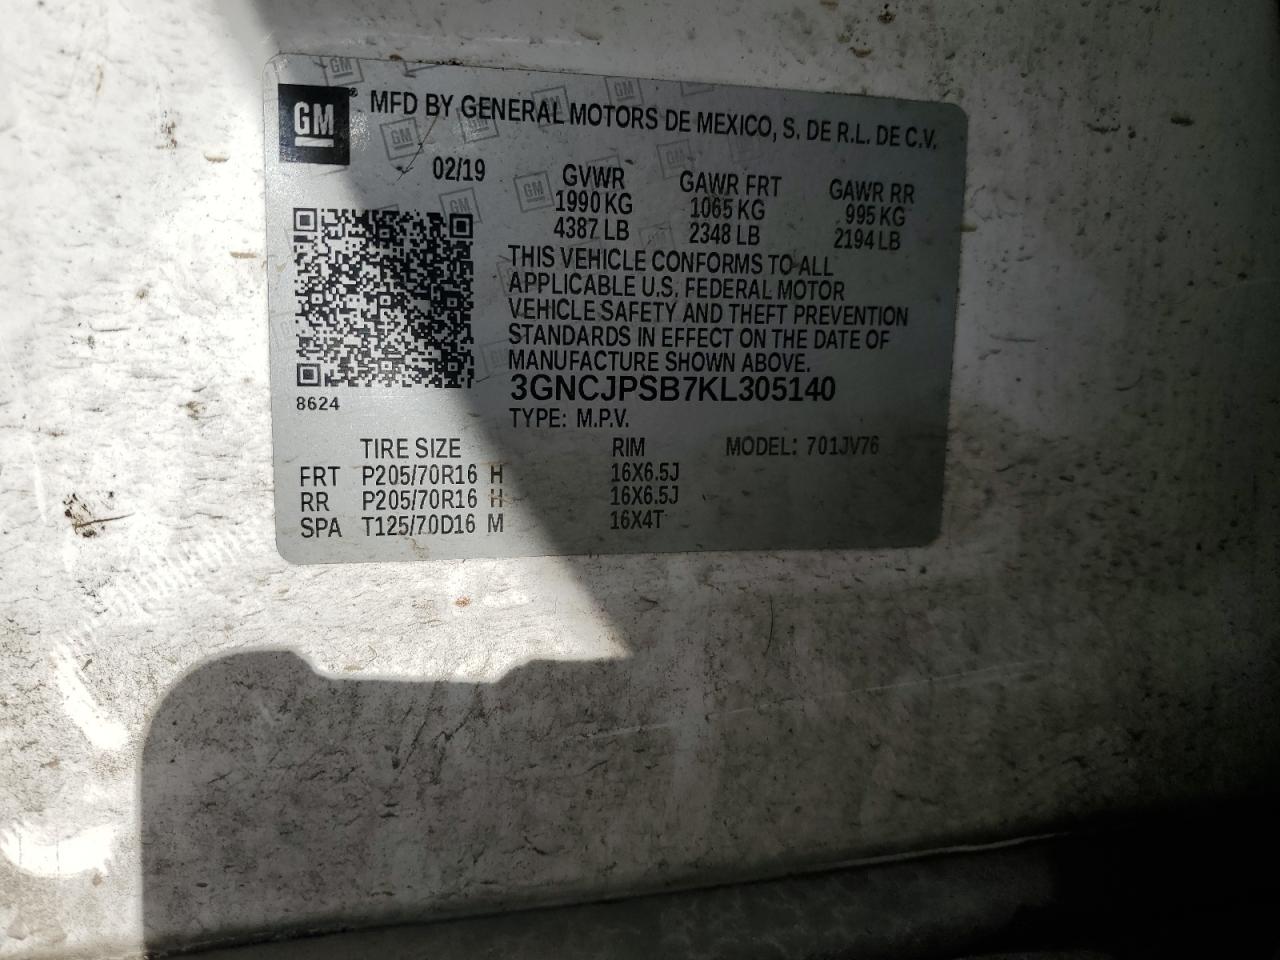 GM ® MFD BY GENERAL MOTORS DE MEXICO, S. DE R.L. DE C.V.
02/19 GVWR GAWR FRT GAWR RR
1990 KG 1065 KG 995 KG
4387 LB 2348 LB 2194 LB
THIS VEHICLE CONFORMS TO ALL
APPLICABLE U.S. FEDERAL MOTOR
VEHICLE SAFETY AND THEFT PREVENTION
STANDARDS IN EFFECT ON THE DATE OF
MANUFACTURE SHOWN ABOVE.
3GNCJPSB7KL305140
8624
TYPE: M.P.V.
TIRE SIZE RIM MODEL: 701JV76
FRT P205/70R16 H 16X6.5J
RR P205/70R16 H 16X6.5J
SPA T125/70D16 M 16X4T